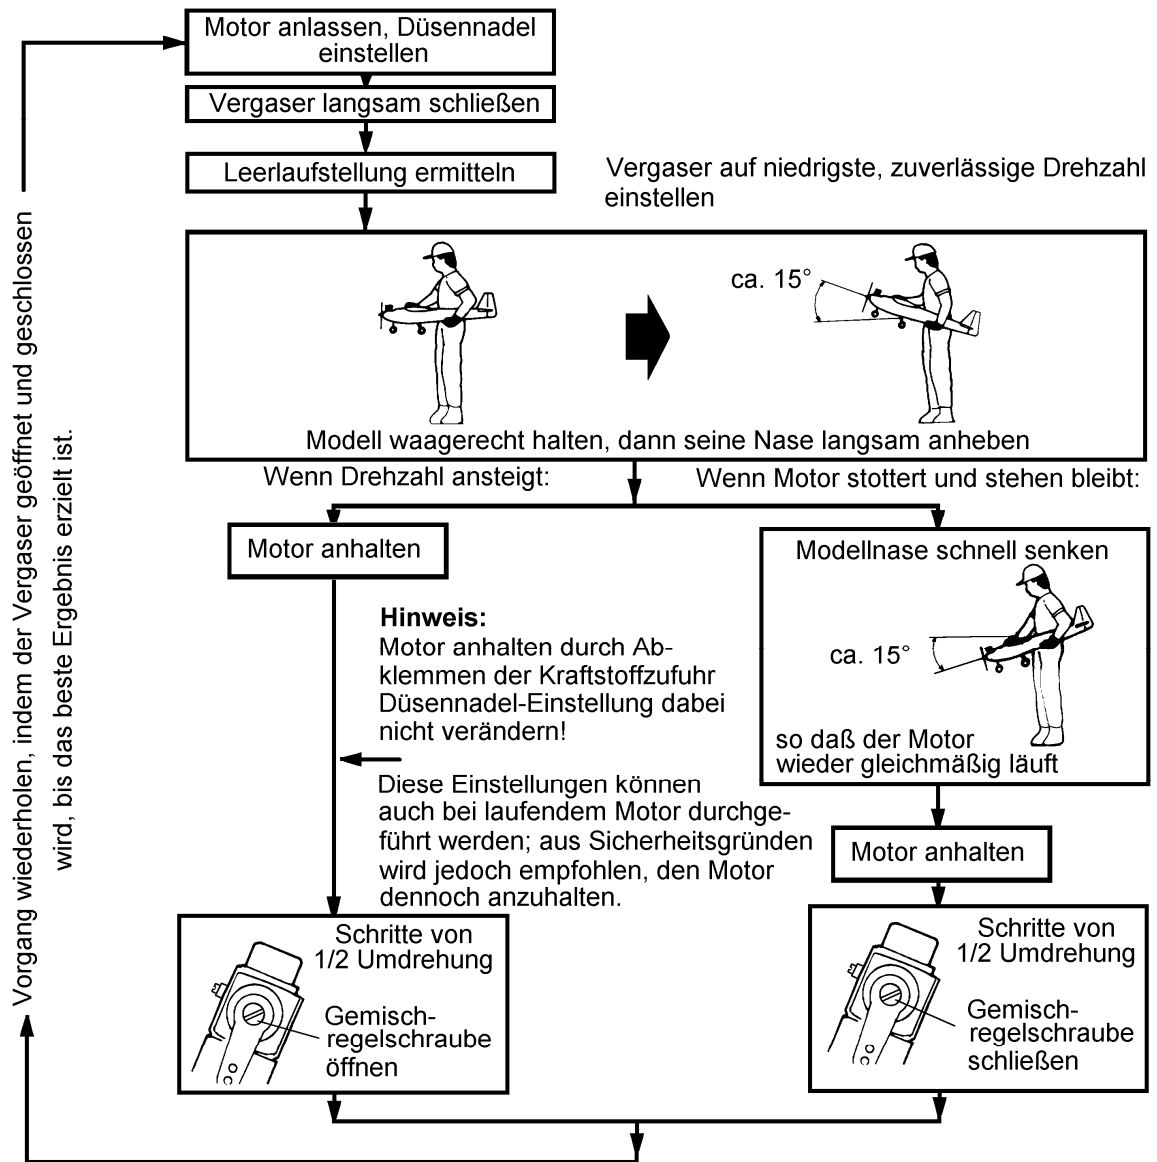 Motor anlassen, Düsennadel
einstellen
Vergaser langsam schließen
Leerlaufstellung ermitteln
Vergaser auf niedrigste, zuverlässige Drehzahl
einstellen
ca. 15°
Modell waagerecht halten, dann seine Nase langsam anheben
Wenn Drehzahl ansteigt:
Wenn Motor stottert und stehen bleibt:
Motor anhalten
Hinweis:
Motor anhalten durch Ab-
klemmen der Kraftstoffzufuhr
Düsennadel-Einstellung dabei
nicht verändern!
Diese Einstellungen können
auch bei laufendem Motor durchge-
führt werden; aus Sicherheitsgründen
wird jedoch empfohlen, den Motor
dennoch anzuhalten.
Modellnase schnell senken
ca. 15°
so daß der Motor
wieder gleichmäßig läuft
Motor anhalten
Schritte von
1/2 Umdrehung
Gemisch-
regelschraube
öffnen
Schritte von
1/2 Umdrehung
Gemisch-
regelschraube
schließen
Vorgang wiederholen, indem der Vergaser geöffnet und geschlossen
wird, bis das beste Ergebnis erzielt ist.